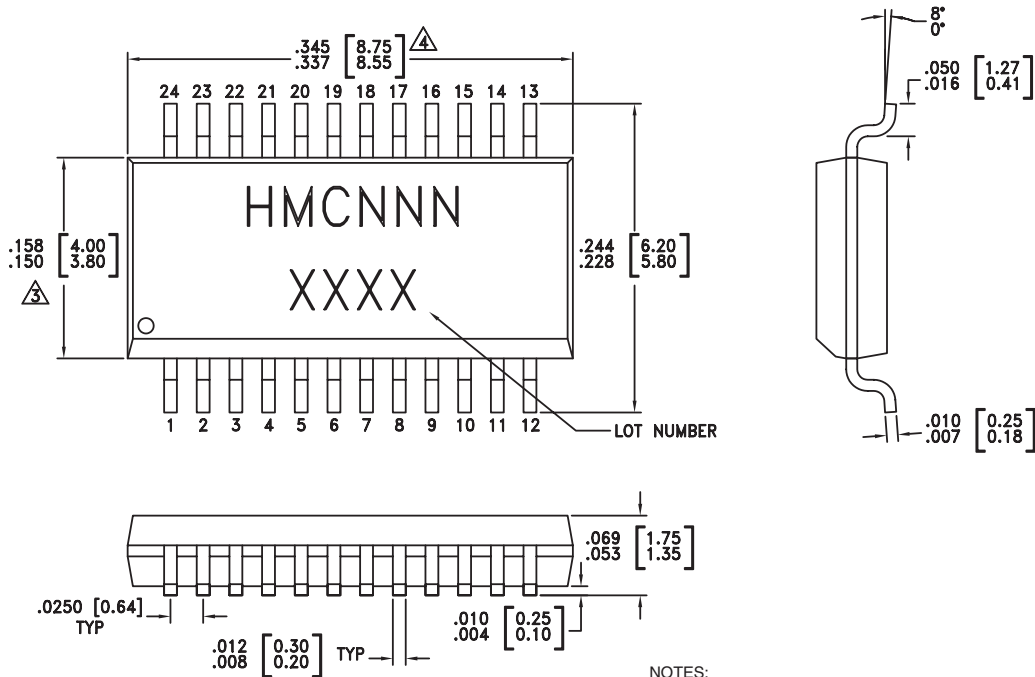 .345 [8.75]
.337 [8.55] 4
8°
0°
.050 [1.27]
.016 [0.41]
24 23 22 21 20 19 18 17 16 15 14 13
HMCNNN
XXXX
.158 [4.00]
.150 [3.80]
3
.244 [6.20]
.228 [5.80]
1 2 3 4 5 6 7 8 9 10 11 12
LOT NUMBER
.010 [0.25]
.007 [0.18]
.069 [1.75]
.053 [1.35]
.0250 [0.64]
TYP
.012 [0.30]
.008 [0.20] TYP
.010 [0.25]
.004 [0.10]
NOTES: